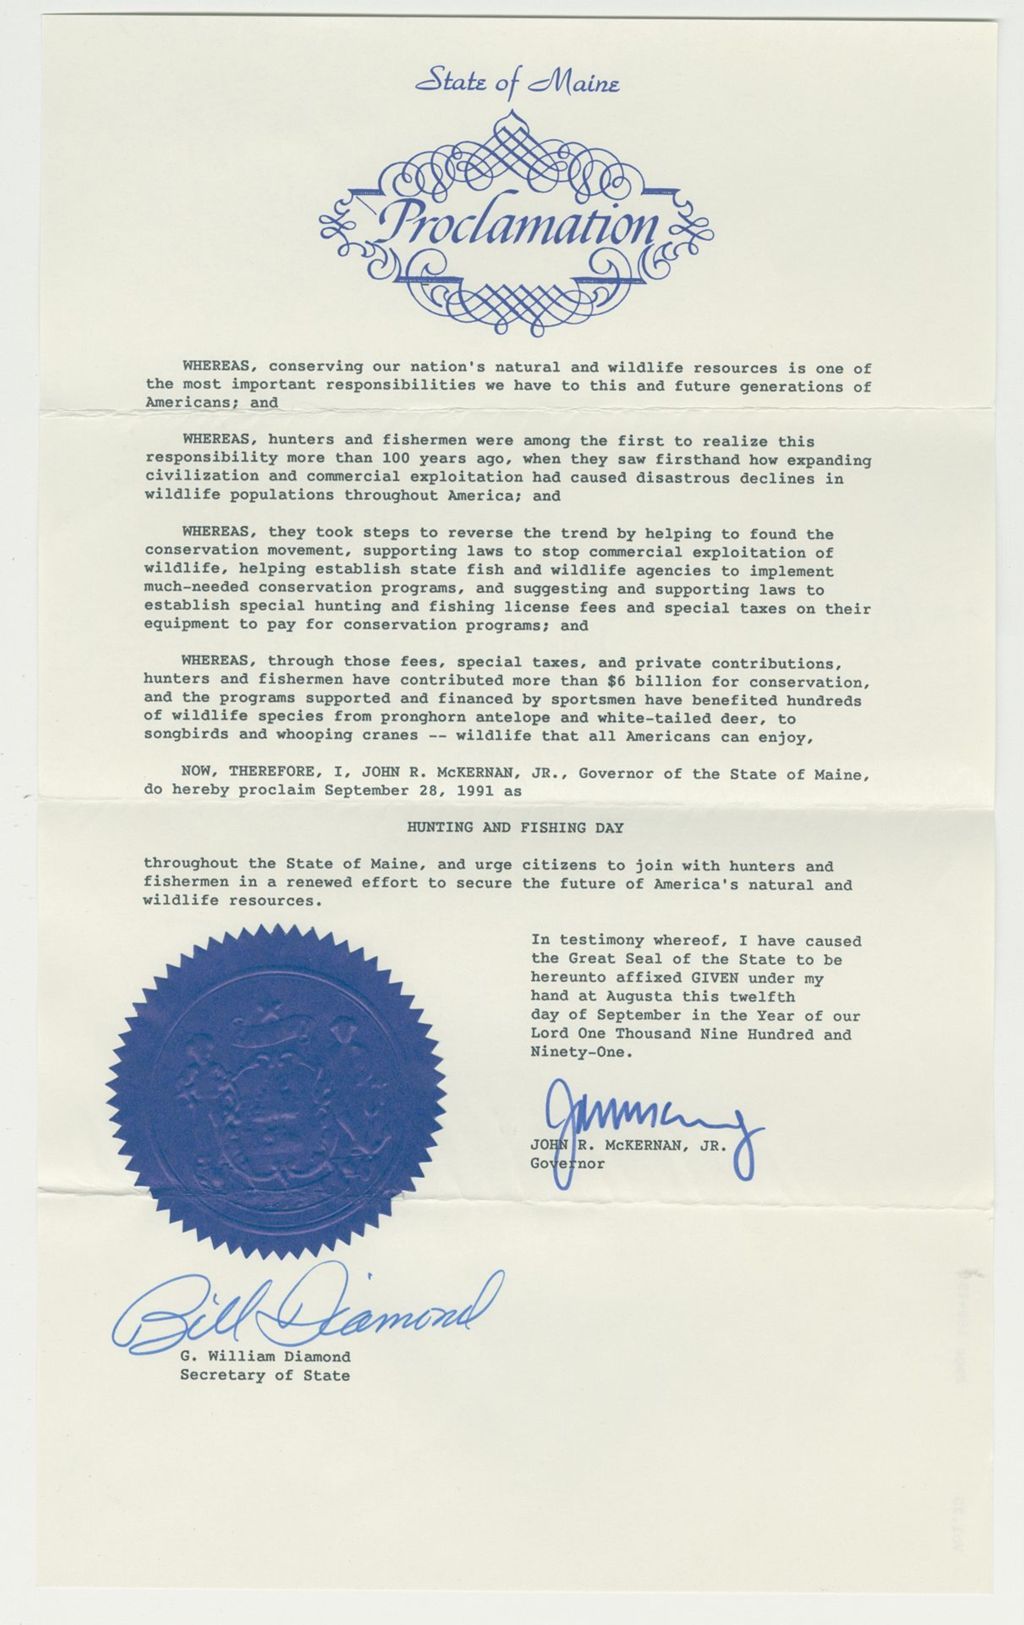 State of Maine
Proclamation
WHEREAS, conserving our nation's natural and wildlife resources is one of
the most important responsibilities we have to this and future generations of
Americans; and
WHEREAS, hunters and fishermen were among the first to realize this
responsibility more than 100 years ago, when they saw firsthand how expanding
civilization and commercial exploitation had caused disastrous declines in
wildlife populations throughout America; and
WHEREAS, they took steps to reverse the trend by helping to found the
conservation movement, supporting laws to stop commercial exploitation of
wildlife, helping establish state fish and wildlife agencies to implement
much-needed conservation programs, and suggesting and supporting laws to
establish special hunting and fishing license fees and special taxes on their
equipment to pay for conservation programs; and
WHEREAS, through those fees, special taxes, and private contributions,
hunters and fishermen have contributed more than $6 billion for conservation,
and the programs supported and financed by sportsmen have benefited hundreds
of wildlife species from pronghorn antelope and white-tailed deer, to
songbirds and whooping cranes -- wildlife that all Americans can enjoy,
NOW, THEREFORE, I, JOHN R. McKERNAN, JR., Governor of the State of Maine,
do hereby proclaim September 28, 1991 as
HUNTING AND FISHING DAY
throughout the State of Maine, and urge citizens to join with hunters and
fishermen in a renewed effort to secure the future of America's natural and
wildlife resources.
In testimony whereof, I have caused
the Great Seal of the State to be
hereunto affixed GIVEN under my
hand at Augusta this twelfth
day of September in the Year of our
Lord One Thousand Nine Hundred and
Ninety-One.
JOHN R. McKERNAN, JR.
Governor
Bill Diamond
G. William Diamond
Secretary of State